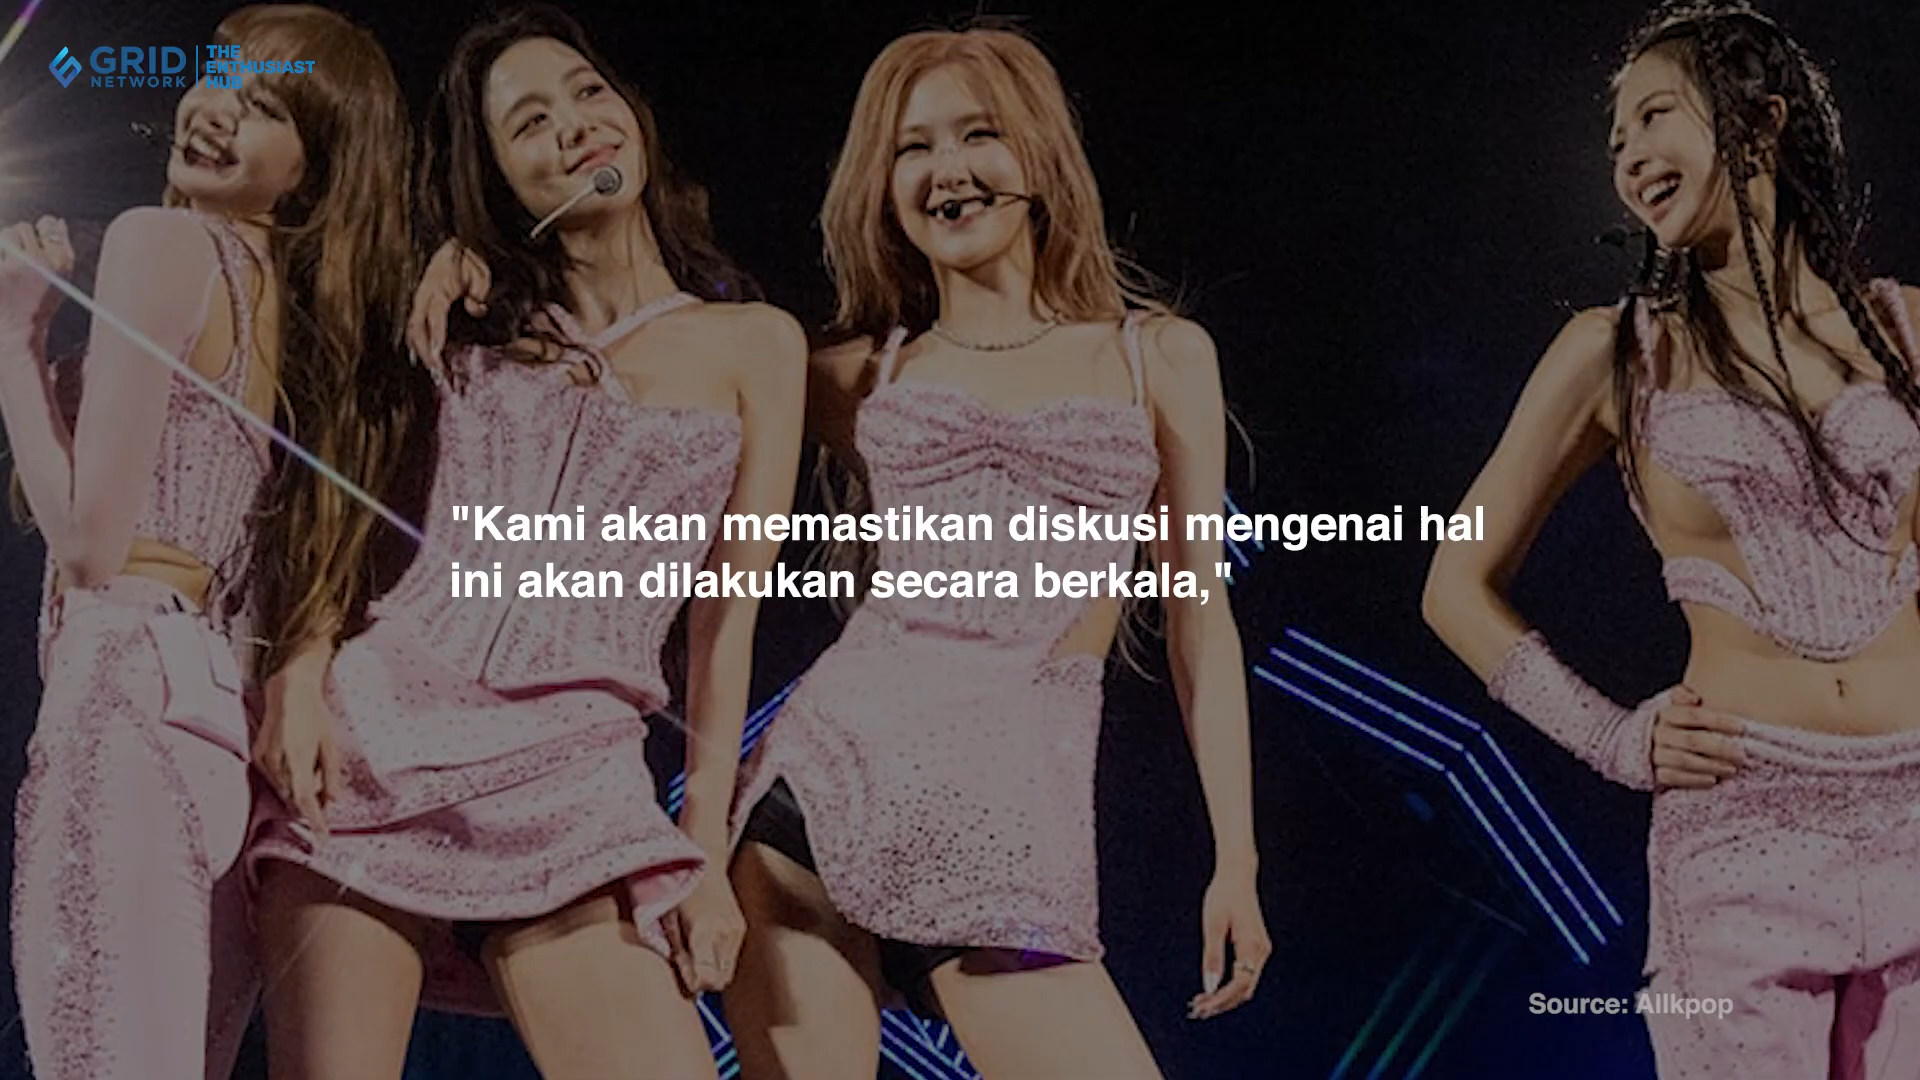 GRID
NETWORK
THE
ENTHUSIAST
HUB
"Kami akan memastikan diskusi mengenai hal
ini akan dilakukan secara berkala,"
Source: Allkpop